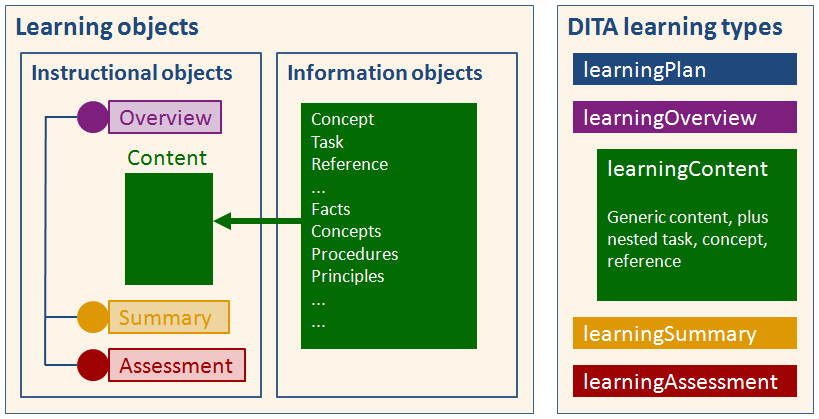 Learning objects
Instructional objects
Overview
Content
Summary
Assessment
Information objects
Concept
Task
Reference
...
Facts
Concepts
Procedures
Principles
...
...
DITA learning types
learningPlan
learningOverview
learningContent
Generic content, plus
nested task, concept,
reference
learningSummary
learningAssessment